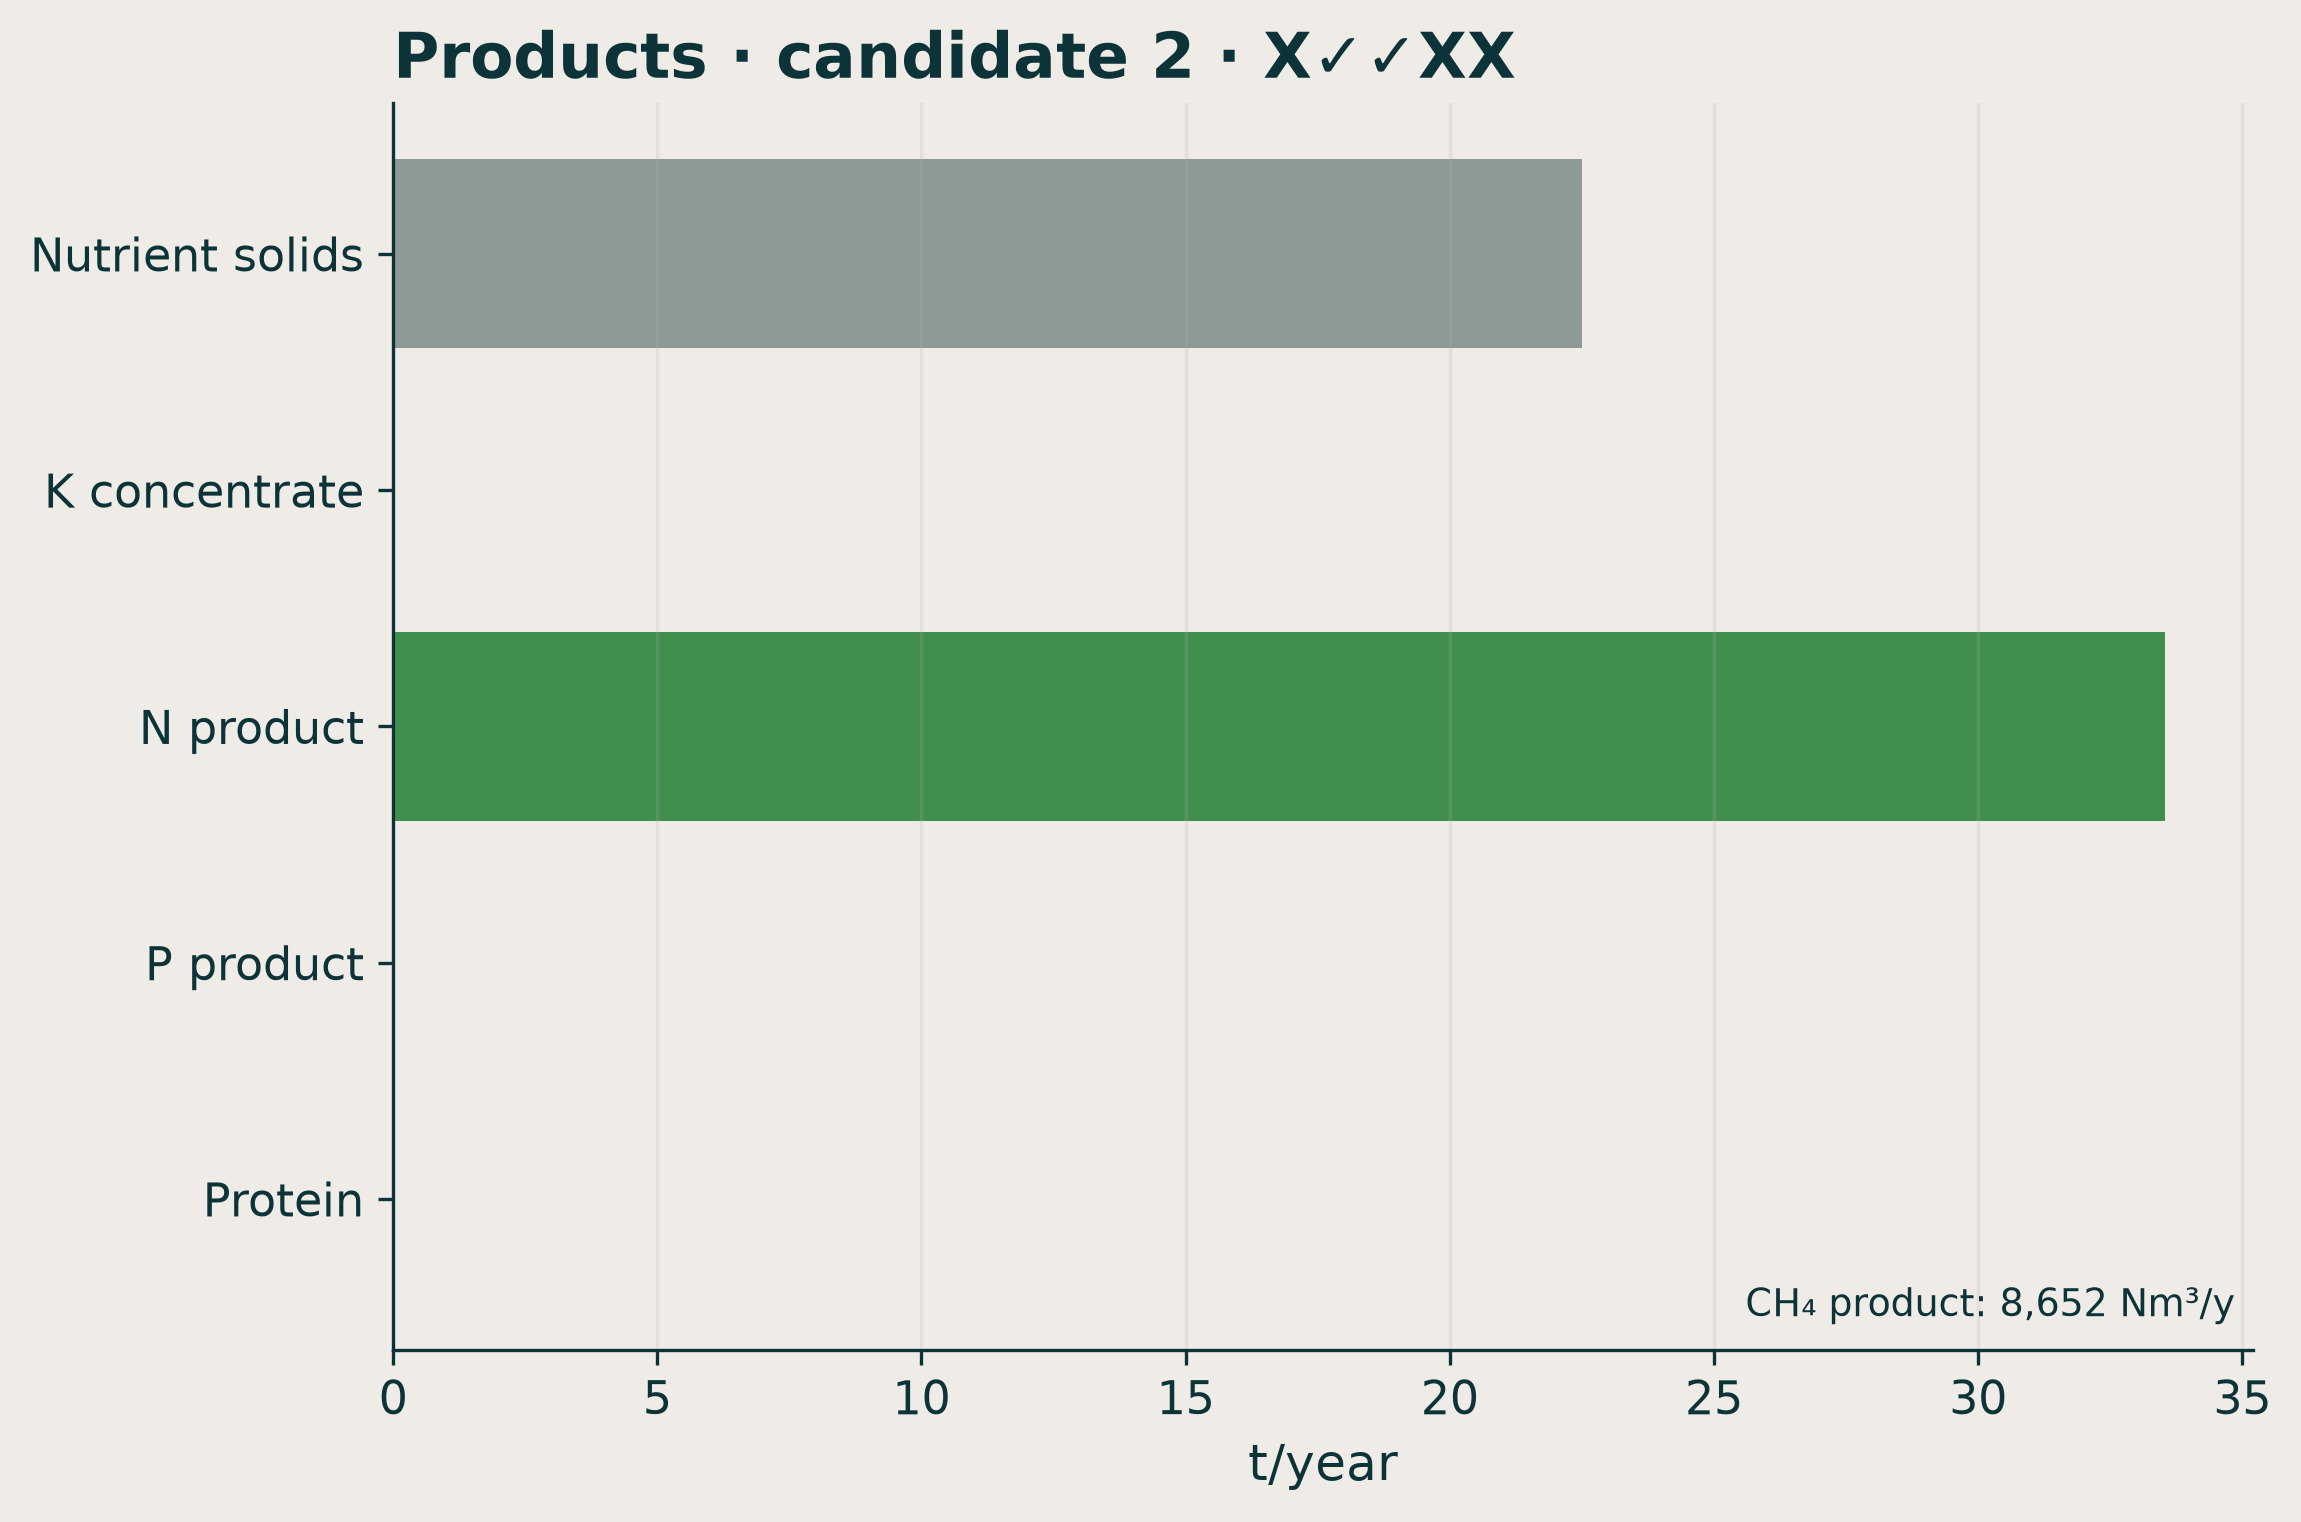 Products · candidate 2 · X✓✓XX
Nutrient solids
K concentrate
N product
P product
Protein
CH₄ product: 8,652 Nm³/y
0 5 10 15 20 25 30 35
t/year